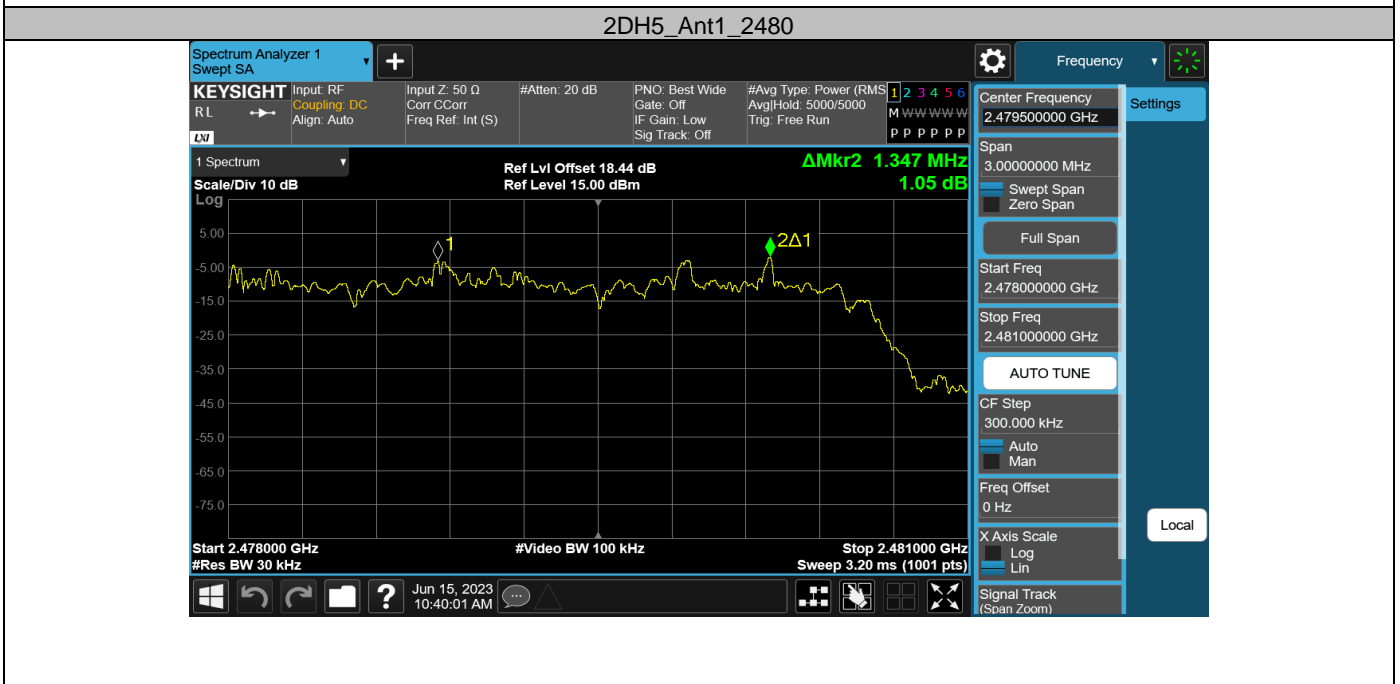 2DH5_Ant1_2480
Spectrum Analyzer 1
Swept SA
Frequency
KEYSIGHT
R L
LXI
Input: RF
Coupling: DC
Align: Auto
Input Z: 50 Ω
Corr CCorr
Freq Ref: Int (S)
#Atten: 20 dB
PNO: Best Wide
Gate: Off
IF Gain: Low
Sig Track: Off
#Avg Type: Power (RMS
Avg|Hold: 5000/5000
Trig: Free Run
1 2 3 4 5 6
M W W W W W
P P P P P P
1 Spectrum
Scale/Div 10 dB
Log
Ref Lvl Offset 18.44 dB
Ref Level 15.00 dBm
ΔMkr2 1.347 MHz
1.05 dB
5.00
-5.00
-15.0
-25.0
-35.0
-45.0
-55.0
-65.0
-75.0
1
2Δ1
Start 2.478000 GHz
#Res BW 30 kHz
#Video BW 100 kHz
Stop 2.481000 GHz
Sweep 3.20 ms (1001 pts)
Jun 15, 2023
10:40:01 AM
?
Center Frequency
2.479500000 GHz
Settings
Span
3.00000000 MHz
Swept Span
Zero Span
Full Span
Start Freq
2.478000000 GHz
Stop Freq
2.481000000 GHz
AUTO TUNE
CF Step
300.000 kHz
Auto
Man
Freq Offset
0 Hz
Local
X Axis Scale
Log
Lin
Signal Track
(Span Zoom)